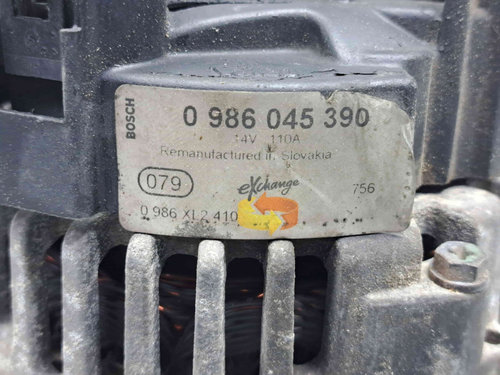 BOSCH
0 986 045 390
14V 110A
Remanufactured in Slovakia
079
eXchange
756
0 986 XL2 410